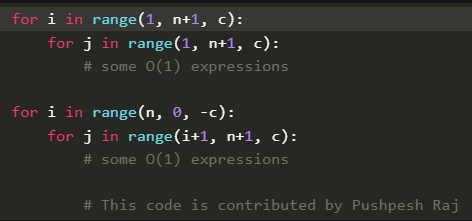 for i in range(1, n+1, c):
    for j in range(1, n+1, c):
        # some O(1) expressions

for i in range(n, 0, -c):
    for j in range(i+1, n+1, c):
        # some O(1) expressions

        # This code is contributed by Pushpesh Raj